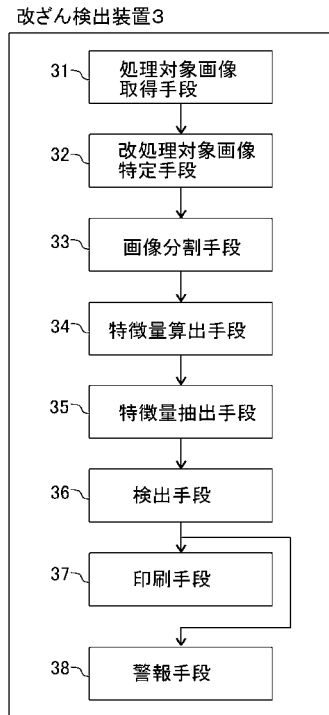 改ざん検出装置3
31
処理対象画像
取得手段
32
改処理対象画像
特定手段
33
画像分割手段
34
特徴量算出手段
35
特徴量抽出手段
36
検出手段
37
印刷手段
38
警報手段